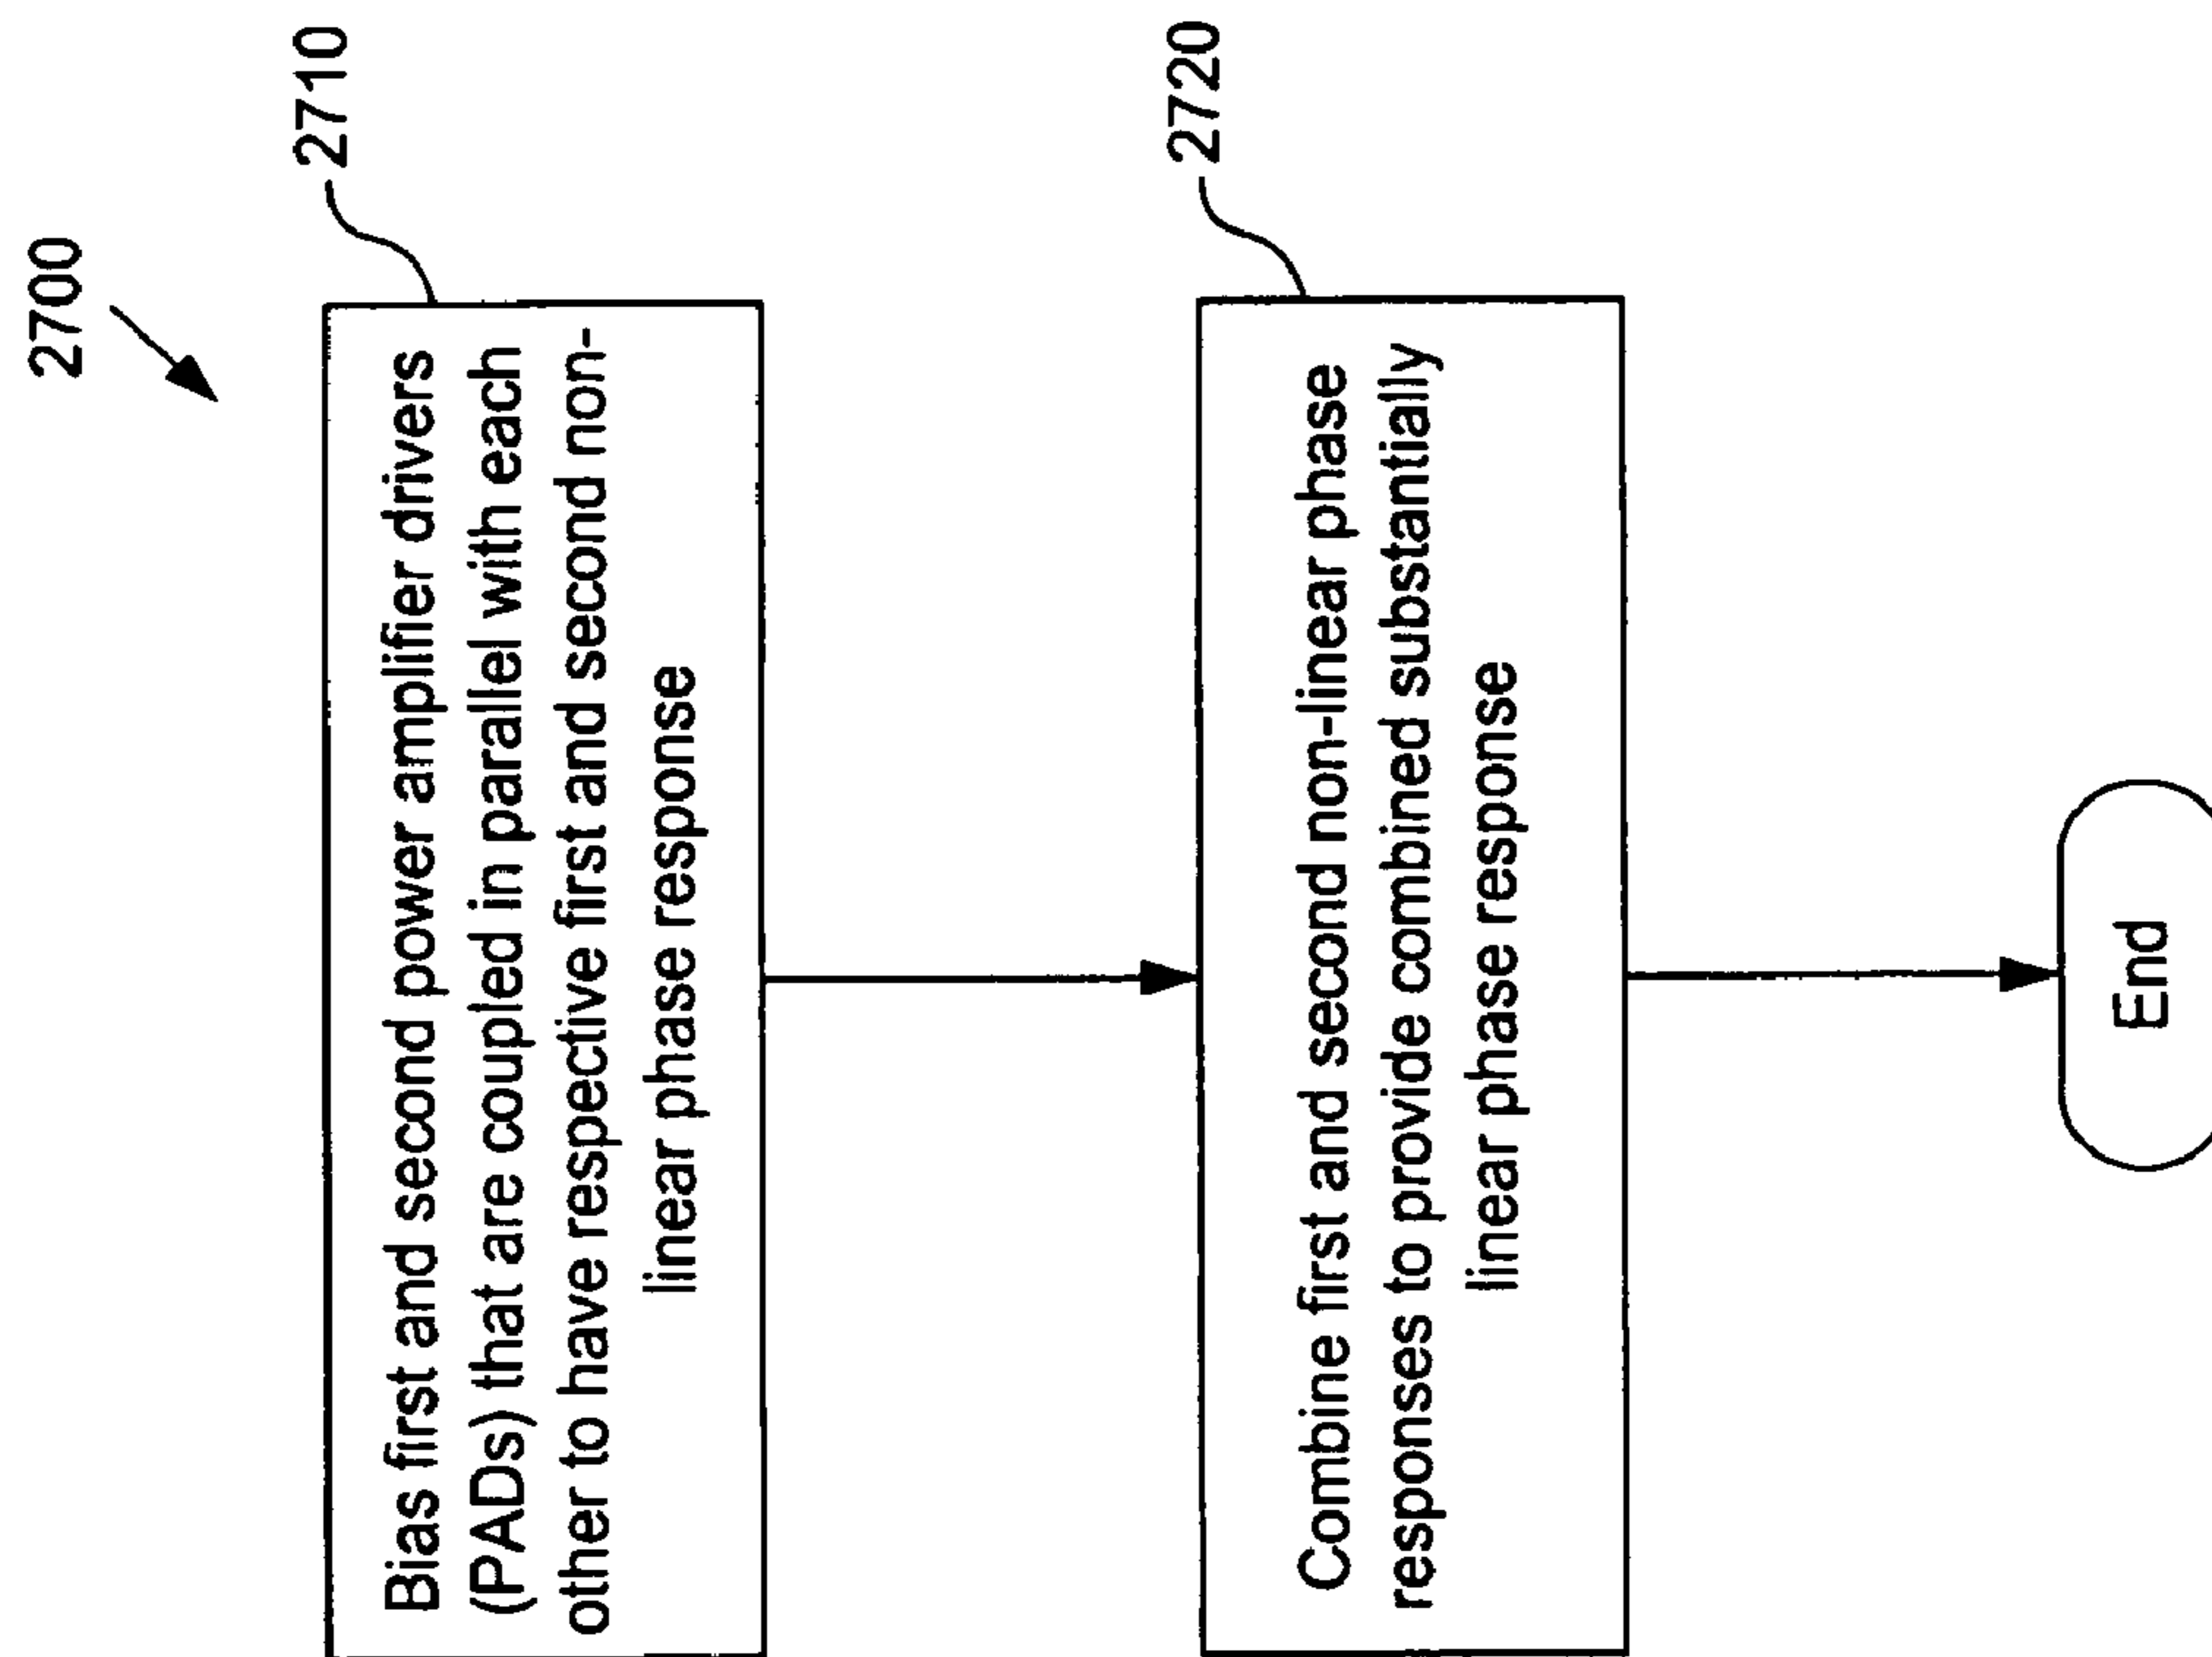 2700
2710
Bias first and second power amplifier drivers
(PADs) that are coupled in parallel with each
other to have respective first and second non-
linear phase response
2720
Combine first and second non-linear phase
responses to provide combined substantially
linear phase response
End